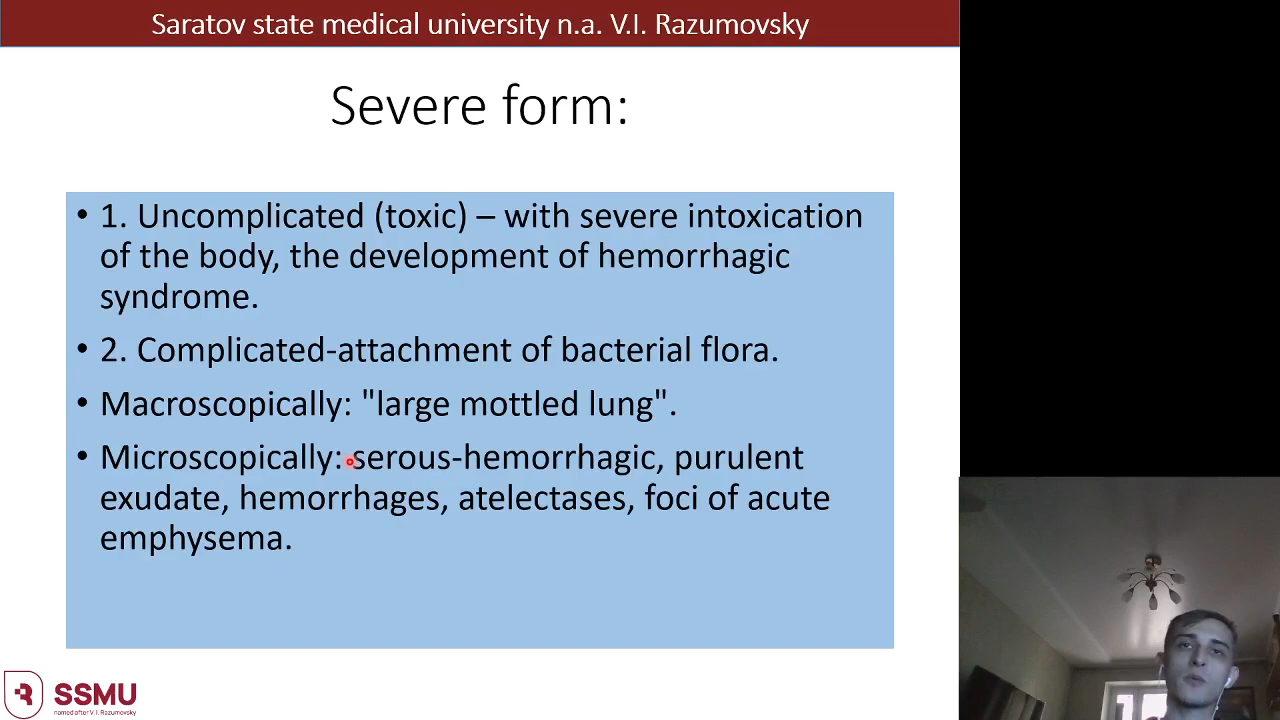 Saratov state medical university n.a. V.I. Razumovsky
Severe form:
• 1. Uncomplicated (toxic) – with severe intoxication
of the body, the development of hemorrhagic
syndrome.
• 2. Complicated-attachment of bacterial flora.
• Macroscopically: "large mottled lung".
• Microscopically: serous-hemorrhagic, purulent
exudate, hemorrhages, atelectases, foci of acute
emphysema.
SSMU
named after V. I. Razumovsky